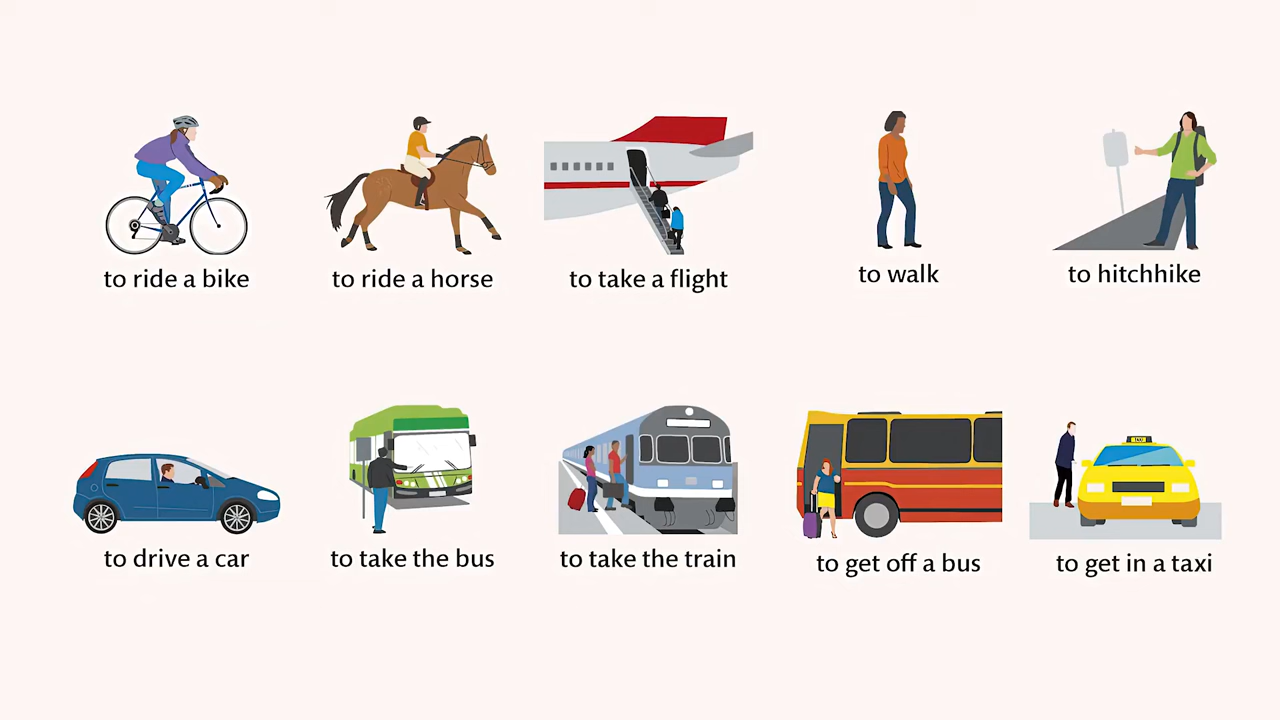 to ride a bike
to ride a horse
to take a flight
to walk
to hitchhike
TAXI
to drive a car
to take the bus
to take the train
to get off a bus
to get in a taxi